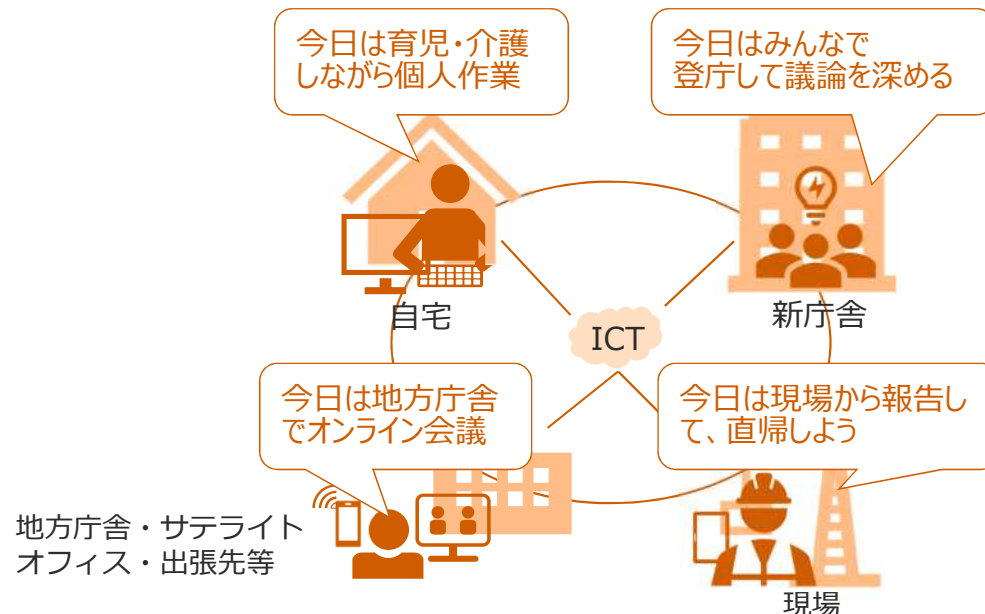 今日は育児・介護
しながら個人作業
今日はみんなで
登庁して議論を深める
自宅
新庁舎
ICT
今日は地方庁舎
でオンライン会議
今日は現場から報告し
て、直帰しよう
地方庁舎・サテライト
オフィス・出張先等
現場